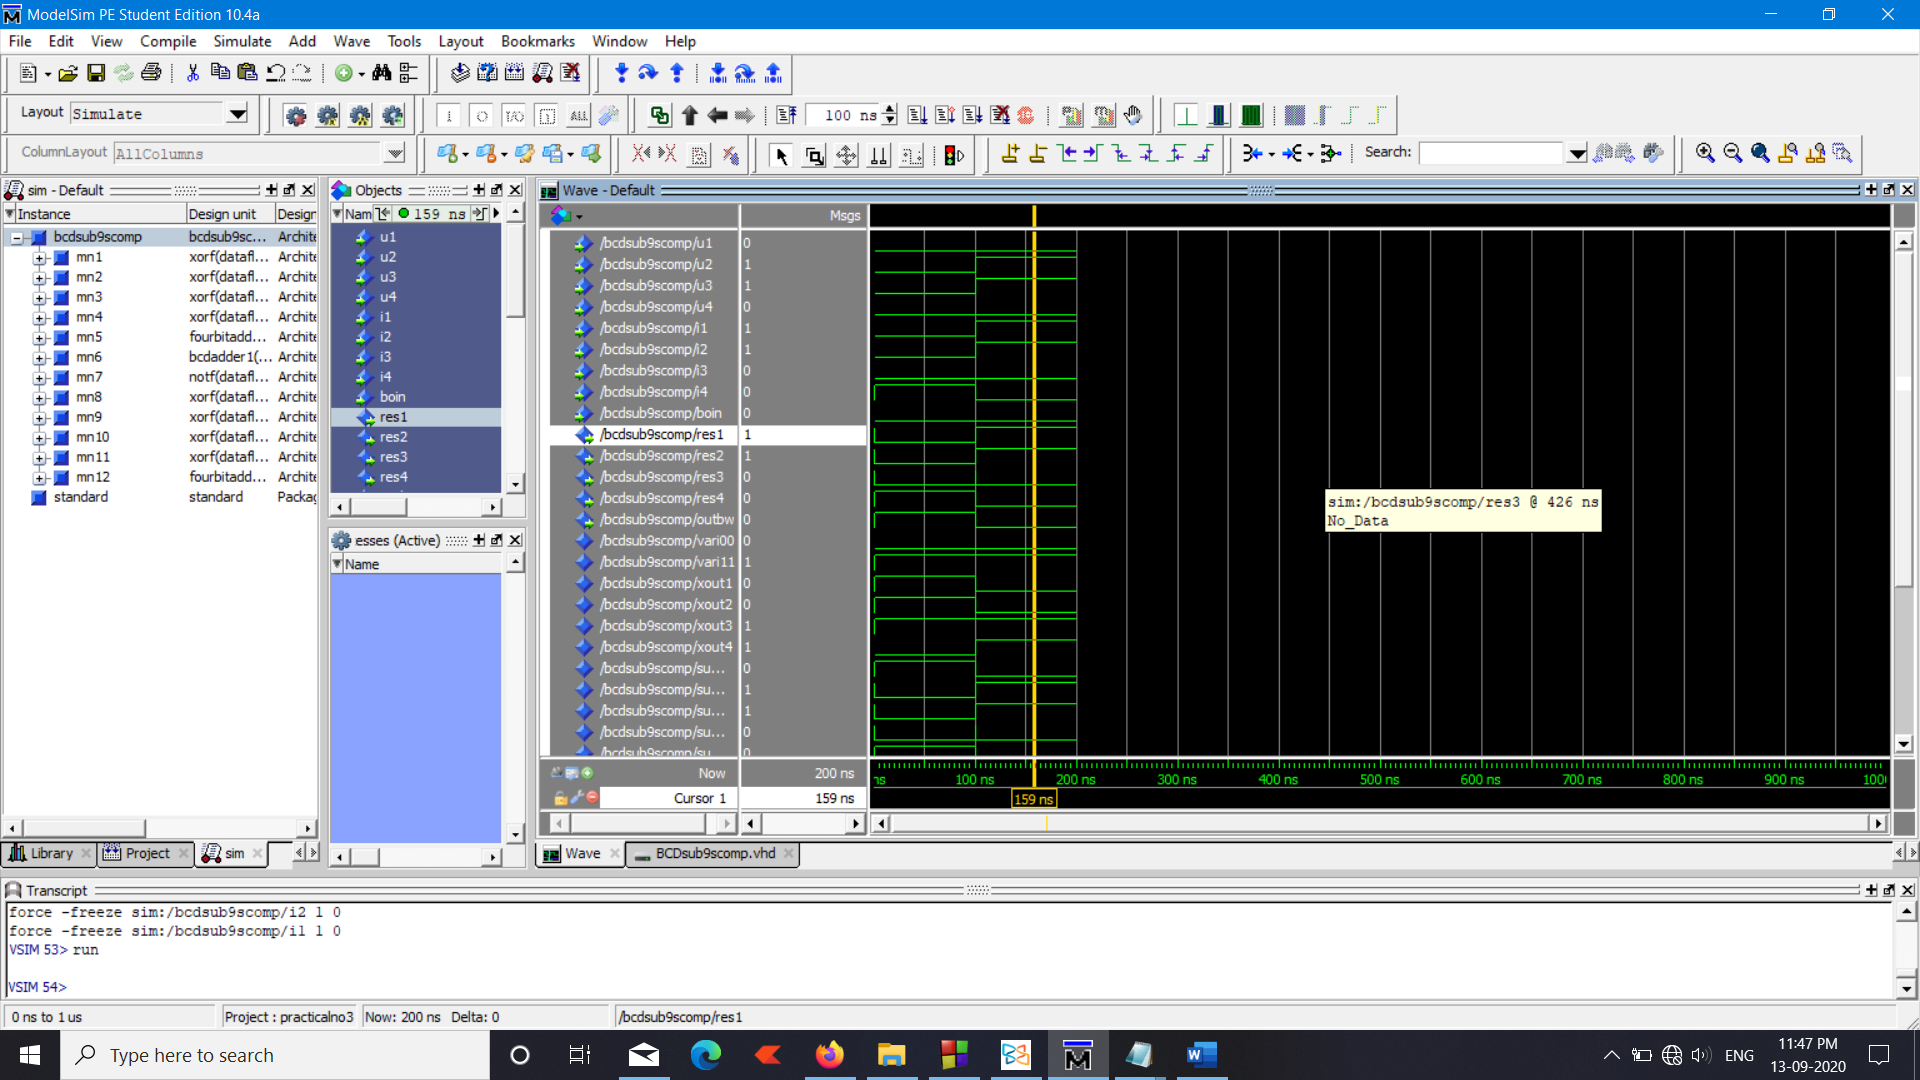 ModelSim PE Student Edition 10.4a
File Edit View Compile Simulate Add Wave Tools Layout Bookmarks Window Help
Layout Simulate
100 ns
ColumnLayout AllColumns
Search:
sim - Default
Instance Design unit Design
bcdsub9scomp bcdsub9sc... Archite
mn1 xorf(datafl... Archite
mn2 xorf(datafl... Archite
mn3 xorf(datafl... Archite
mn4 xorf(datafl... Archite
mn5 fourbitadd... Archite
mn6 bcdadder1(... Archite
mn7 notf(datafl... Archite
mn8 xorf(datafl... Archite
mn9 xorf(datafl... Archite
mn10 xorf(datafl... Archite
mn11 xorf(datafl... Archite
mn12 fourbitadd... Archite
standard standard Packag
Library Project sim
Objects
Nam 159 ns
u1
u2
u3
u4
i1
i2
i3
i4
boin
res1
res2
res3
res4
esses (Active)
Name
Wave - Default
Msgs
/bcdsub9scomp/u1 0
/bcdsub9scomp/u2 1
/bcdsub9scomp/u3 1
/bcdsub9scomp/u4 0
/bcdsub9scomp/i1 1
/bcdsub9scomp/i2 1
/bcdsub9scomp/i3 0
/bcdsub9scomp/i4 0
/bcdsub9scomp/boin 0
/bcdsub9scomp/res1 1
/bcdsub9scomp/res2 1
/bcdsub9scomp/res3 0
/bcdsub9scomp/res4 0
/bcdsub9scomp/outbw 0
/bcdsub9scomp/vari00 0
/bcdsub9scomp/vari11 1
/bcdsub9scomp/xout1 0
/bcdsub9scomp/xout2 0
/bcdsub9scomp/xout3 1
/bcdsub9scomp/xout4 1
/bcdsub9scomp/su... 0
/bcdsub9scomp/su... 1
/bcdsub9scomp/su... 1
/bcdsub9scomp/su... 0
/bcdsub9scomp/su 0
sim:/bcdsub9scomp/res3 @ 426 ns
No_Data
Now 200 ns
ns 100 ns 200 ns 300 ns 400 ns 500 ns 600 ns 700 ns 800 ns 900 ns 100
Cursor 1 159 ns
159 ns
Wave BCDsub9scomp.vhd
Transcript
force -freeze sim:/bcdsub9scomp/i2 1 0
force -freeze sim:/bcdsub9scomp/i1 1 0
VSIM 53> run
VSIM 54>
0 ns to 1 us Project : practicalno3 Now: 200 ns Delta: 0 /bcdsub9scomp/res1
Type here to search
ENG
11:47 PM
13-09-2020